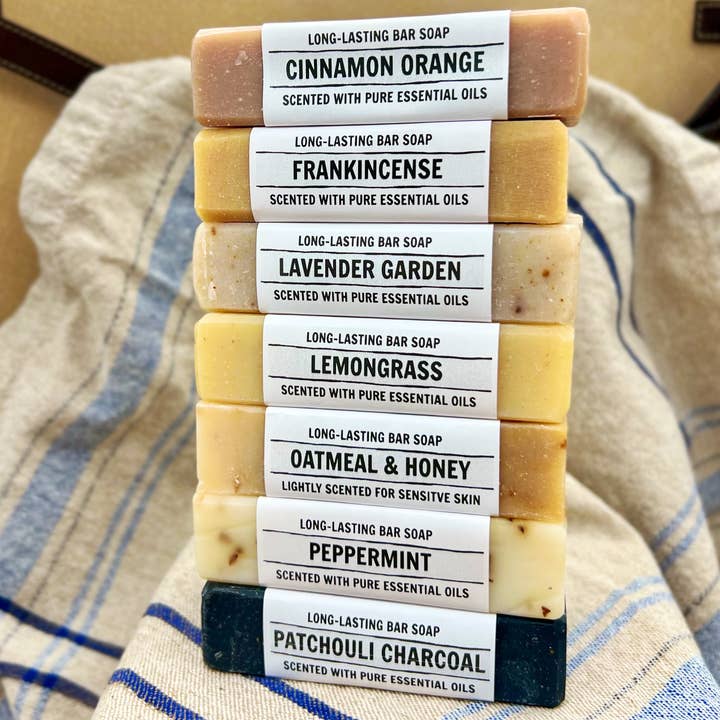 LONG-LASTING BAR SOAP
CINNAMON ORANGE
SCENTED WITH PURE ESSENTIAL OILS
LONG-LASTING BAR SOAP
FRANKINCENSE
SCENTED WITH PURE ESSENTIAL OILS
LONG-LASTING BAR SOAP
LAVENDER GARDEN
SCENTED WITH PURE ESSENTIAL OILS
LONG-LASTING BAR SOAP
LEMONGRASS
SCENTED WITH PURE ESSENTIAL OILS
LONG-LASTING BAR SOAP
OATMEAL & HONEY
LIGHTLY SCENTED FOR SENSITVE SKIN
LONG-LASTING BAR SOAP
PEPPERMINT
SCENTED WITH PURE ESSENTIAL OILS
LONG-LASTING BAR SOAP
PATCHOULI CHARCOAL
SCENTED WITH PURE ESSENTIAL OILS